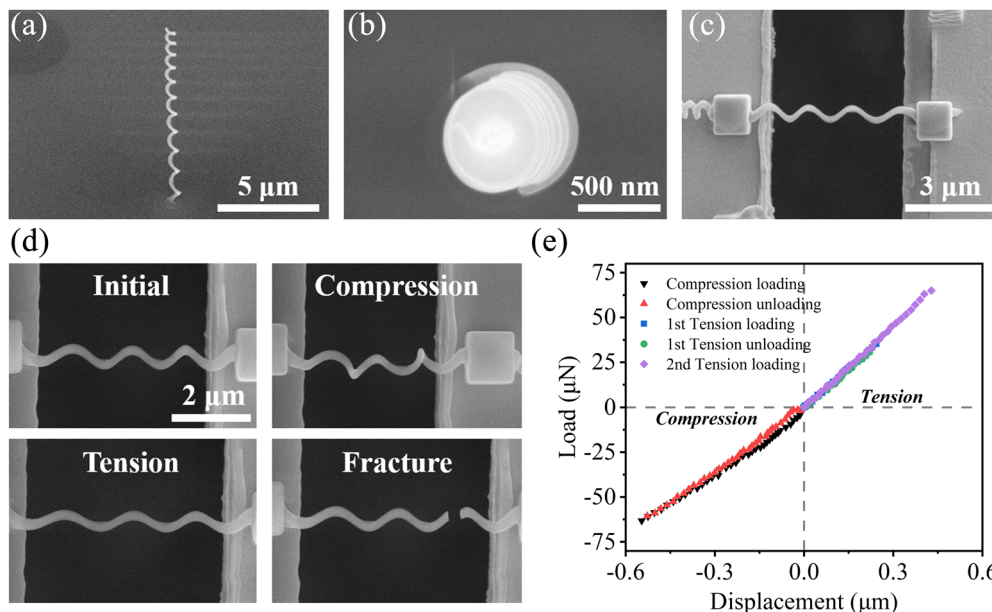 (a)
5 μm
(b)
500 nm
(c)
3 μm
(d)
Initial
2 μm
Compression
Tension
Fracture
(e)
75
50
25
0
-25
-50
-75
Load (μN)
Compression loading
Compression unloading
1st Tension loading
1st Tension unloading
2nd Tension loading
Compression
Tension
-0.6 -0.3 0.0 0.3 0.6
Displacement (μm)